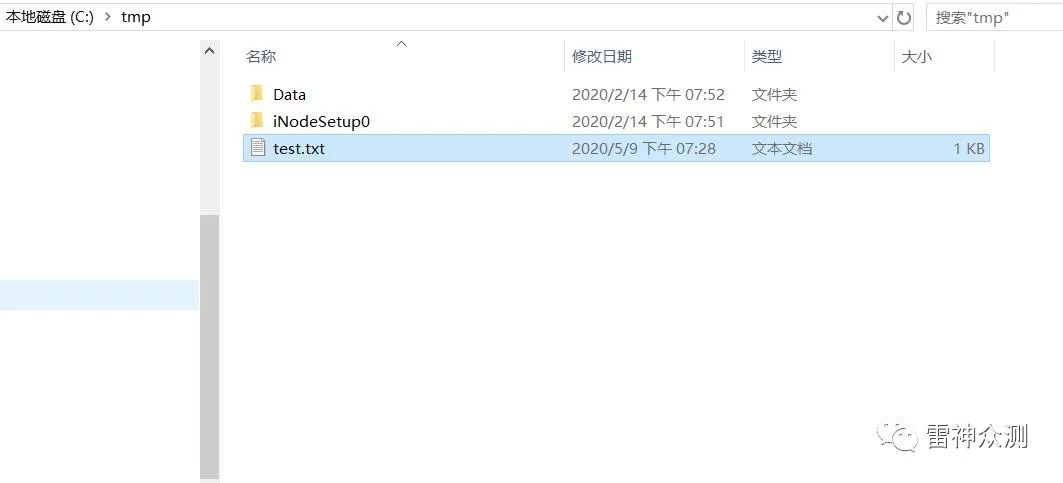 本地磁盘 (C:) > tmp 搜索"tmp"
名称 修改日期 类型 大小
Data 2020/2/14 下午 07:52 文件夹
iNodeSetup0 2020/2/14 下午 07:51 文件夹
test.txt 2020/5/9 下午 07:28 文本文档 1 KB
雷神众测